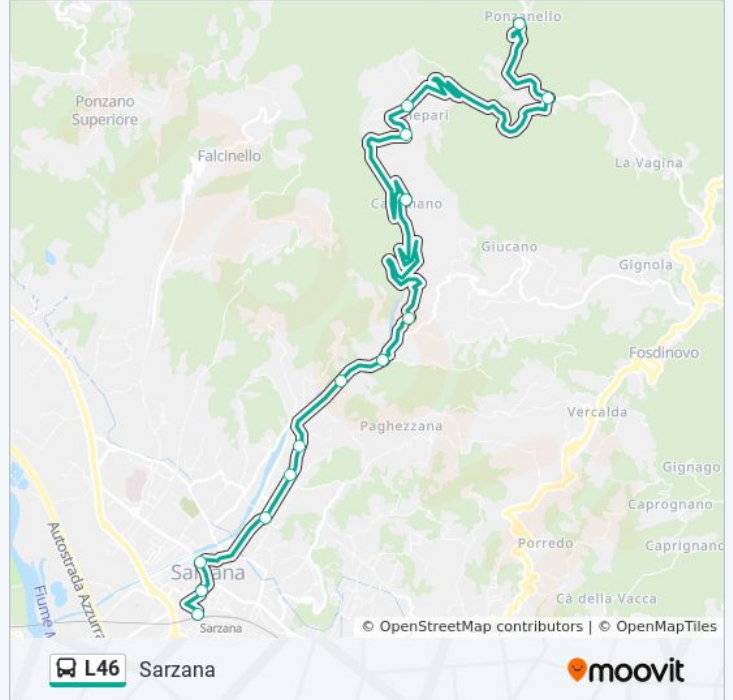 Ponzanello
Ponzano
Superiore
Falcinello
La Vagina
Giucano
Gignola
Fosdinovo
Vercalda
Paghezzana
Gignago
Caprognano
Porredo
Caprignano
Cà della Vacca
Autostrada Azzurra
Fiume
Sarzana
Sarzana
© OpenStreetMap contributors | © OpenMapTiles
L46 Sarzana
moovit